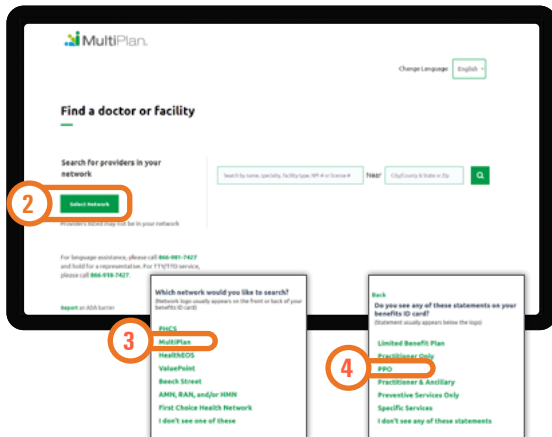 MultiPlan.
Change Language English
Find a doctor or facility
Search for providers in your
network
Search by name, specialty, facility type, NPI # or license # Near City/County & State or Zip
2
Select Network
Providers listed may not be in your network
For language assistance, please call 866-981-7427
and hold for a representative. For TTY/TTD service,
please call 866-918-7427.
Report an ADA barrier
Which network would you like to search?
(Network logo usually appears on the front or back of your
benefits ID card)
PHCS
3
MultiPlan
HealthEOS
ValuePoint
Beech Street
AMN, RAN, and/or HMN
First Choice Health Network
I don't see one of these
Back
Do you see any of these statements on your
benefits ID card?
(Statement usually appears below the logo)
Limited Benefit Plan
Practitioner Only
4
PPO
Practitioner & Ancillary
Preventive Services Only
Specific Services
I don't see any of these statements